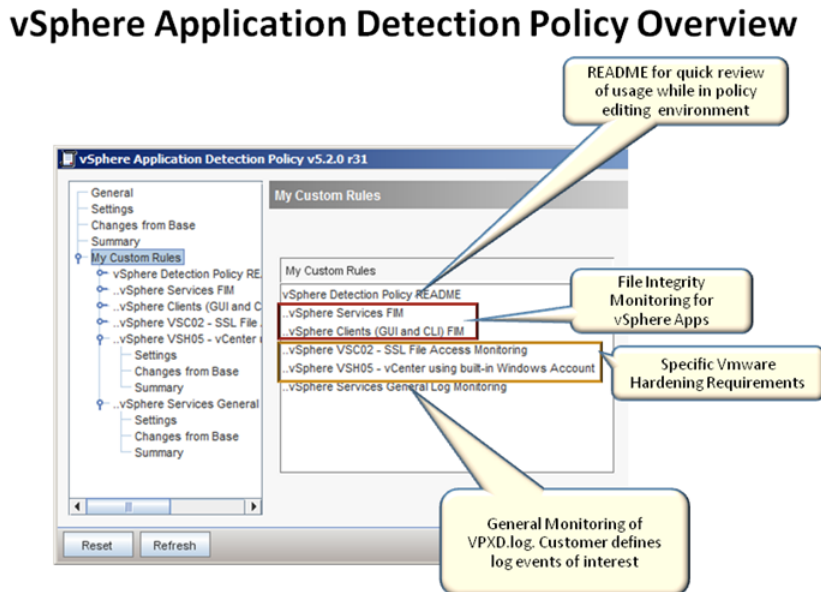 vSphere Application Detection Policy Overview
README for quick review
of usage while in policy
editing environment
vSphere Application Detection Policy v5.2.0 r31
General
Settings
Changes from Base
Summary
My Custom Rules
vSphere Detection Policy RE
..vSphere Services FIM
..vSphere Clients (GUI and C
..vSphere VSC02 - SSL File
..vSphere VSH05 - vCenter
Settings
Changes from Base
Summary
..vSphere Services General
Settings
Changes from Base
Summary
My Custom Rules
My Custom Rules
vSphere Detection Policy README
..vSphere Services FIM
..vSphere Clients (GUI and CLI) FIM
..vSphere VSC02 - SSL File Access Monitoring
..vSphere VSH05 - vCenter using built-in Windows Account
..vSphere Services General Log Monitoring
File Integrity
Monitoring for
vSphere Apps
Specific Vmware
Hardening Requirements
General Monitoring of
VPXD.log. Customer defines
log events of interest
Reset
Refresh